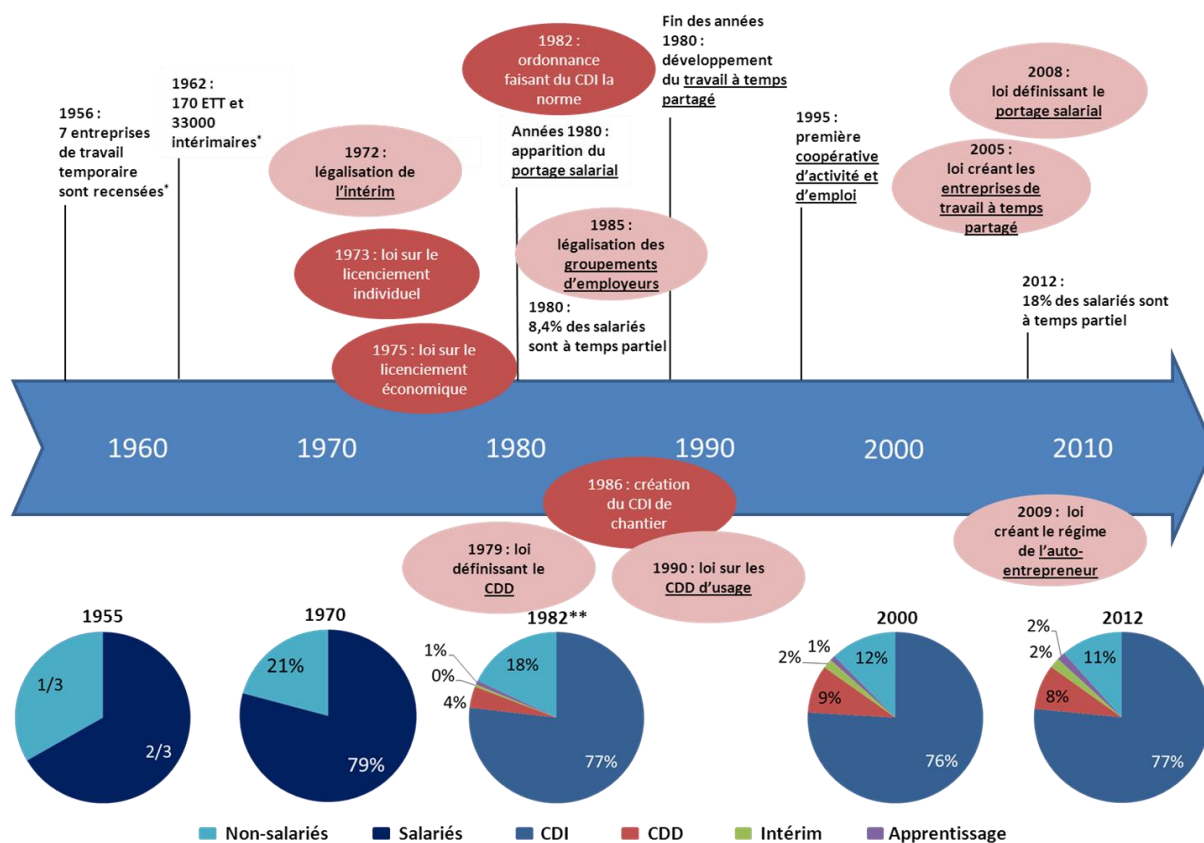 1956 :
7 entreprises
de travail
temporaire
sont recensées*
1962 :
170 ETT et
33000
intérimaires*
1972 :
légalisation de
l'intérim
1973 : loi sur le
licenciement
individuel
1975 : loi sur le
licenciement
économique
1982 :
ordonnance
faisant du CDI la
norme
Années 1980 :
apparition du
portage salarial
1985 :
légalisation des
groupements
d'employeurs
1980 :
8,4% des salariés
sont à temps partiel
Fin des années
1980 :
développement
du travail à temps
partagé
1995 :
première
coopérative
d'activité et
d'emploi
2008 :
loi définissant le
portage salarial
2005 :
loi créant les
entreprises de
travail à temps
partagé
2012 :
18% des salariés sont
à temps partiel
1960
1970
1980
1990
2000
2010
1986 : création
du CDI de
chantier
1979 : loi
définissant le
CDD
1990 : loi sur les
CDD d'usage
2009 : loi
créant le régime
de l'auto-
entrepreneur
1955
1/3
2/3
1970
21%
79%
1982**
1%
0%
4%
18%
77%
2000
1%
2%
9%
12%
76%
2012
2%
2%
8%
11%
77%
Non-salariés
Salariés
CDI
CDD
Intérim
Apprentissage